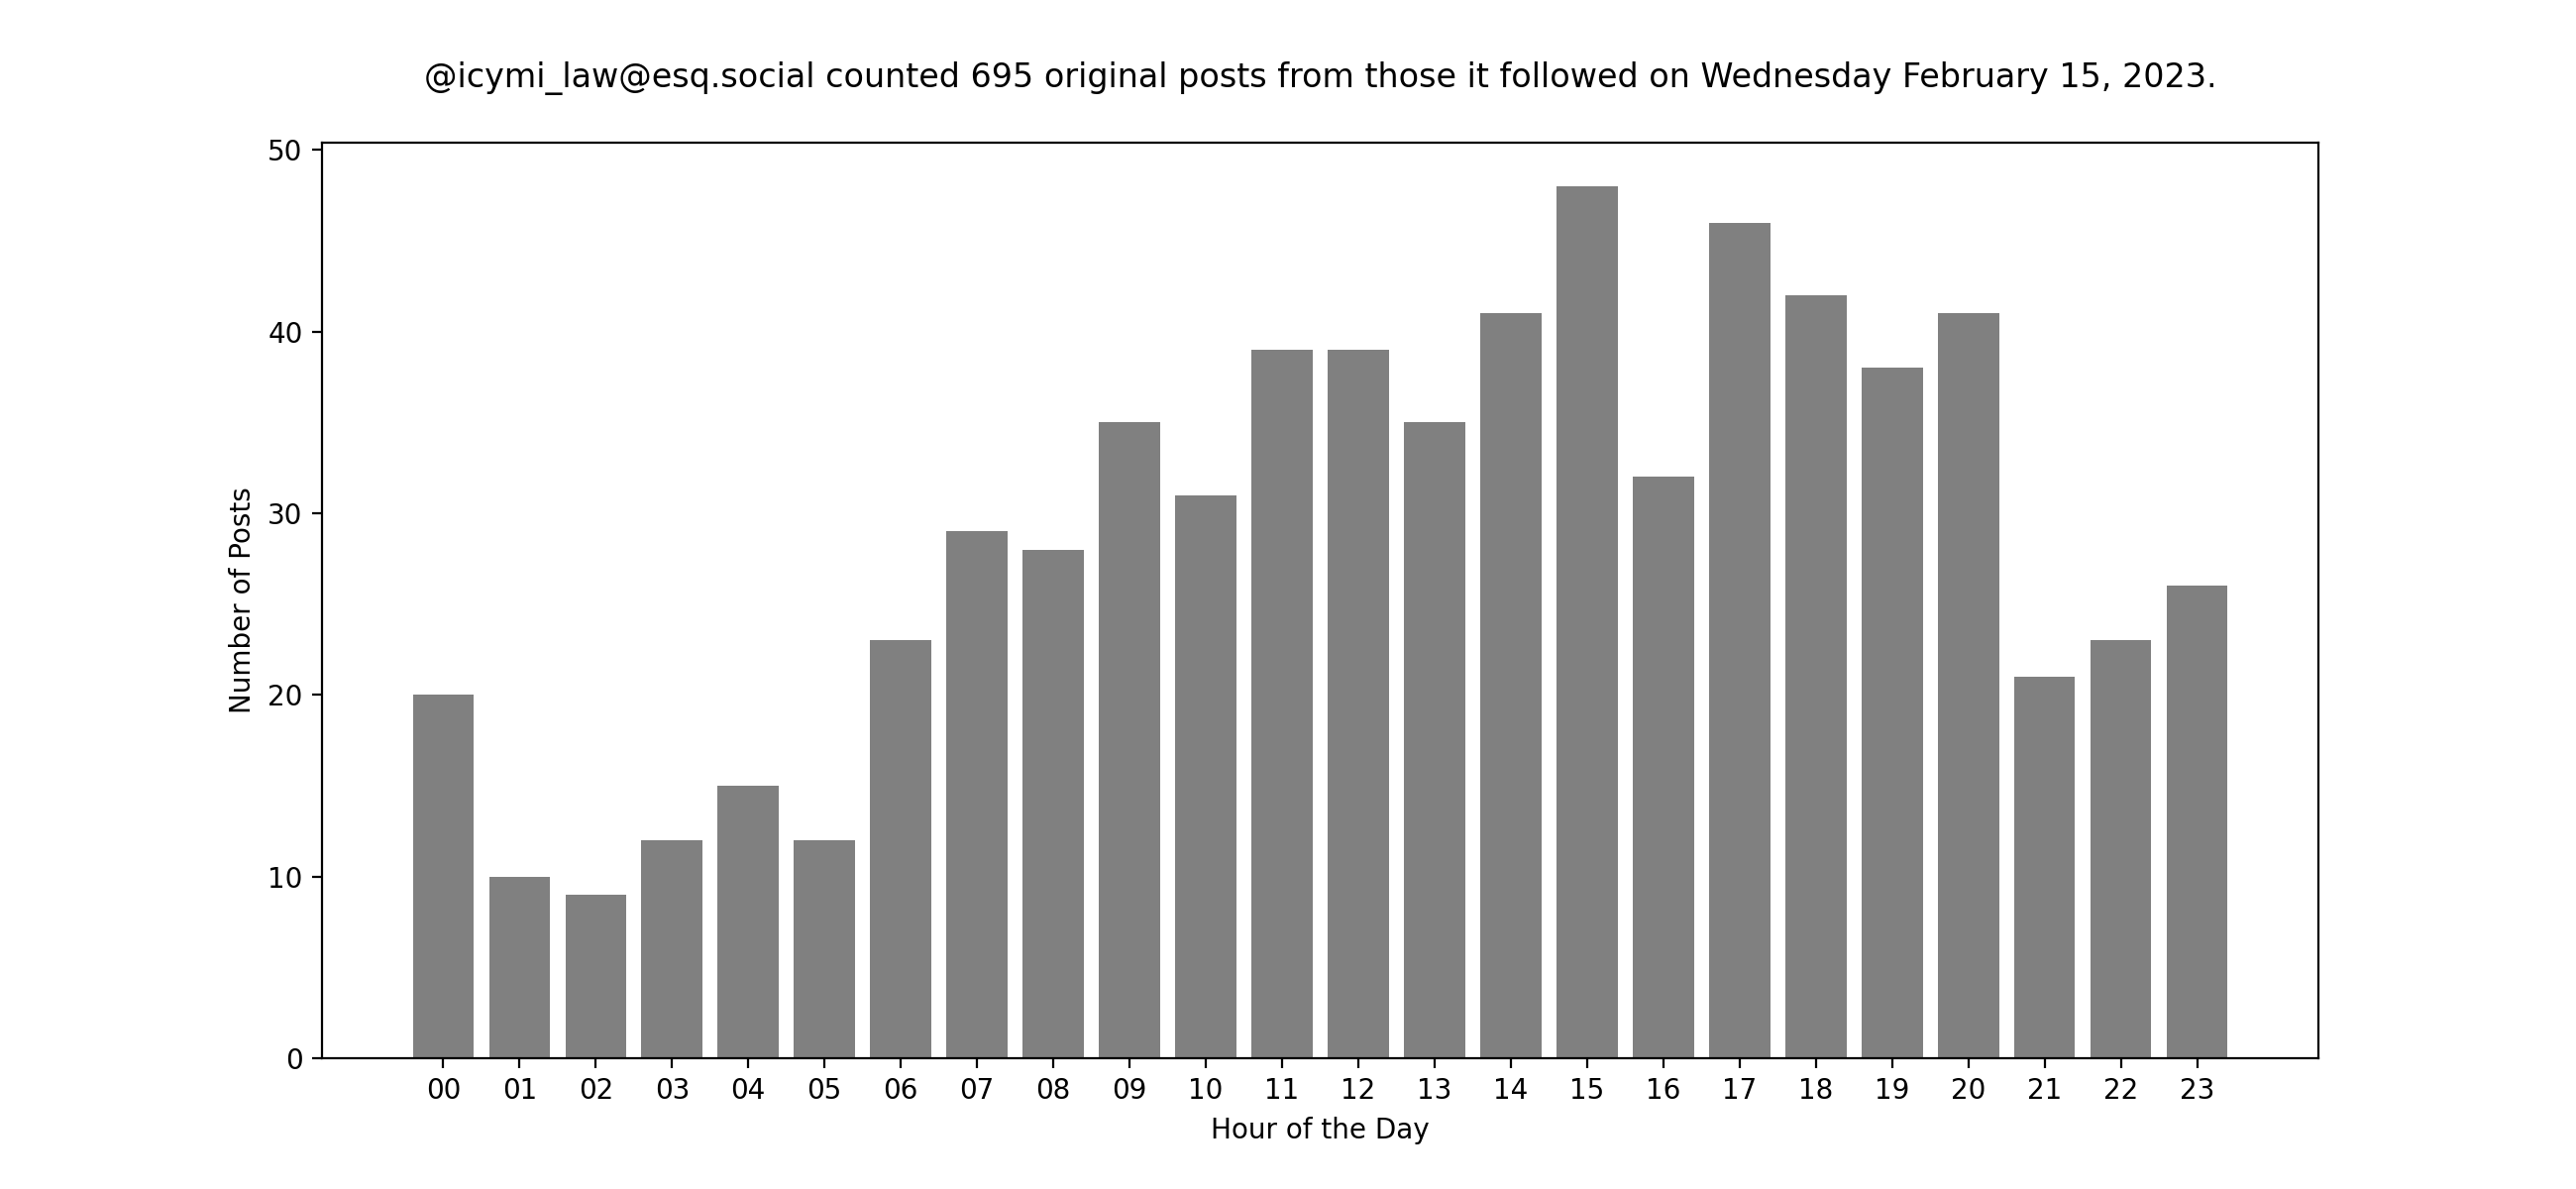 @icymi_law@esq.social counted 695 original posts from those it followed on Wednesday February 15, 2023.
50
40
30
20
10
0
Number of Posts
00 01 02 03 04 05 06 07 08 09 10 11 12 13 14 15 16 17 18 19 20 21 22 23
Hour of the Day